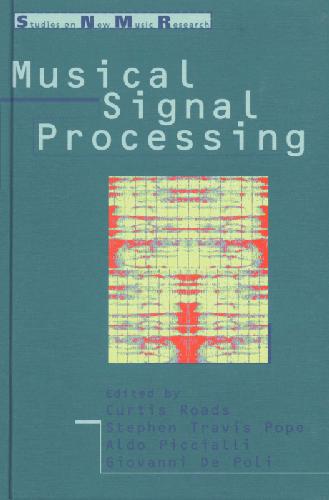 Studies on New Music Research
Musical
Signal
Processing
Edited by
Curtis Roads
Stephen Travis Pope
Aldo Piccialli
Giovanni De Poli